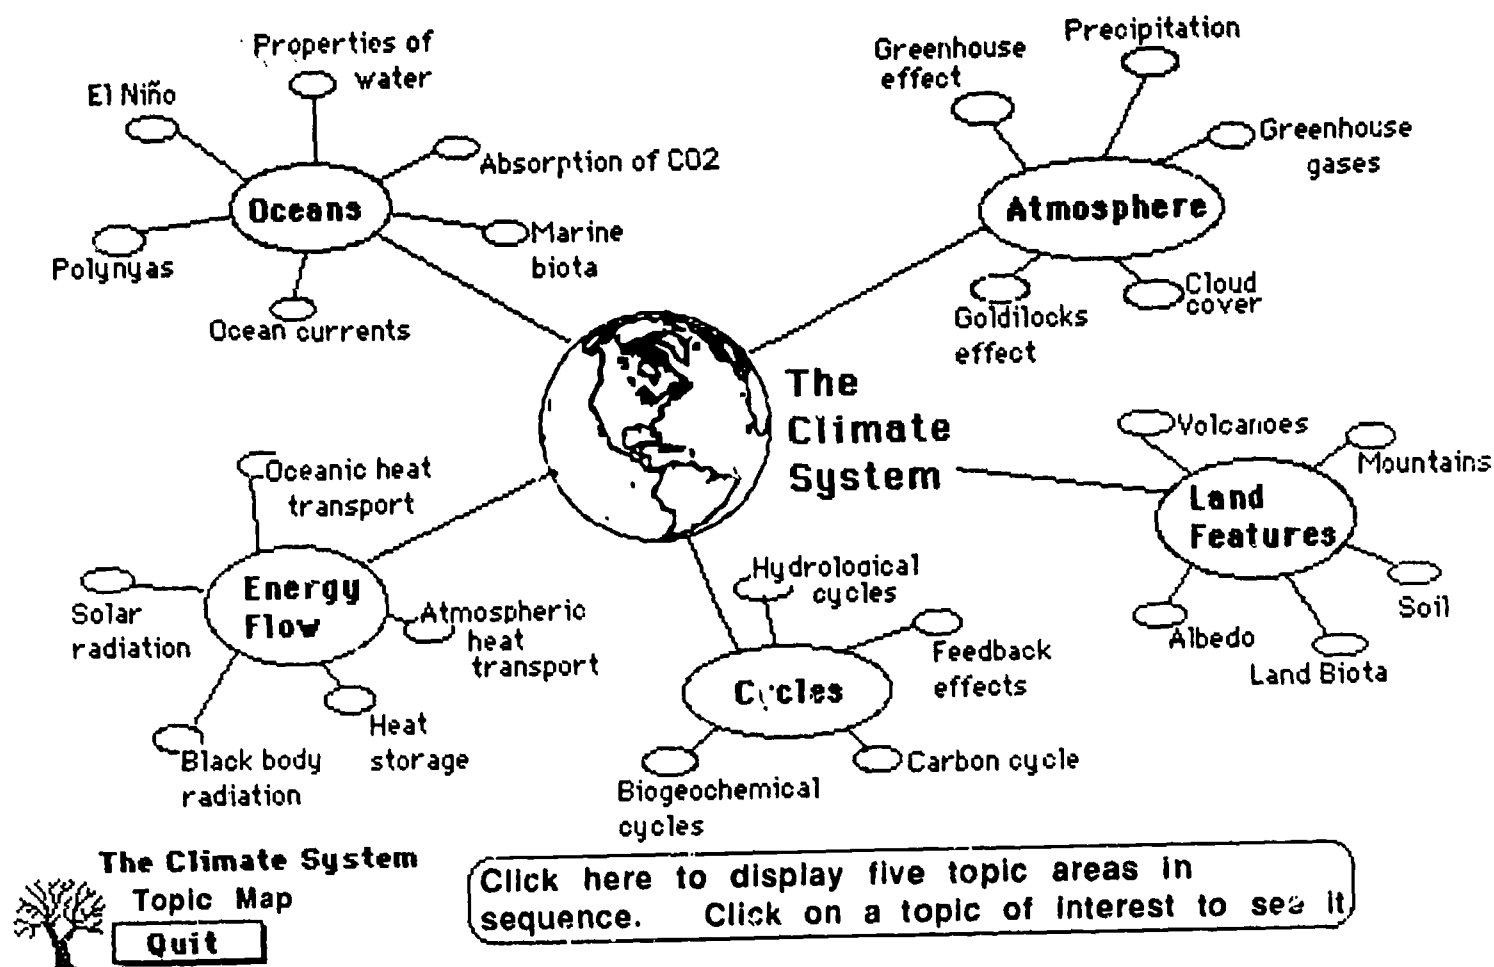 Properties of
water
El Niño
Absorption of CO2
Oceans
Marine
biota
Polynyas
Ocean currents
Precipitation
Greenhouse
effect
Greenhouse
gases
Atmosphere
Cloud
cover
Goldilocks
effect
The
Climate
System
Volcanoes
Mountains
Land
Features
Soil
Albedo
Land Biota
Oceanic heat
transport
Energy
Flow
Solar
radiation
Atmospheric
heat
transport
Heat
storage
Black body
radiation
Hydrological
cycles
Feedback
effects
Cycles
Carbon cycle
Biogeochemical
cycles
The Climate System
Topic Map
Quit
Click here to display five topic areas in
sequence. Click on a topic of interest to see it